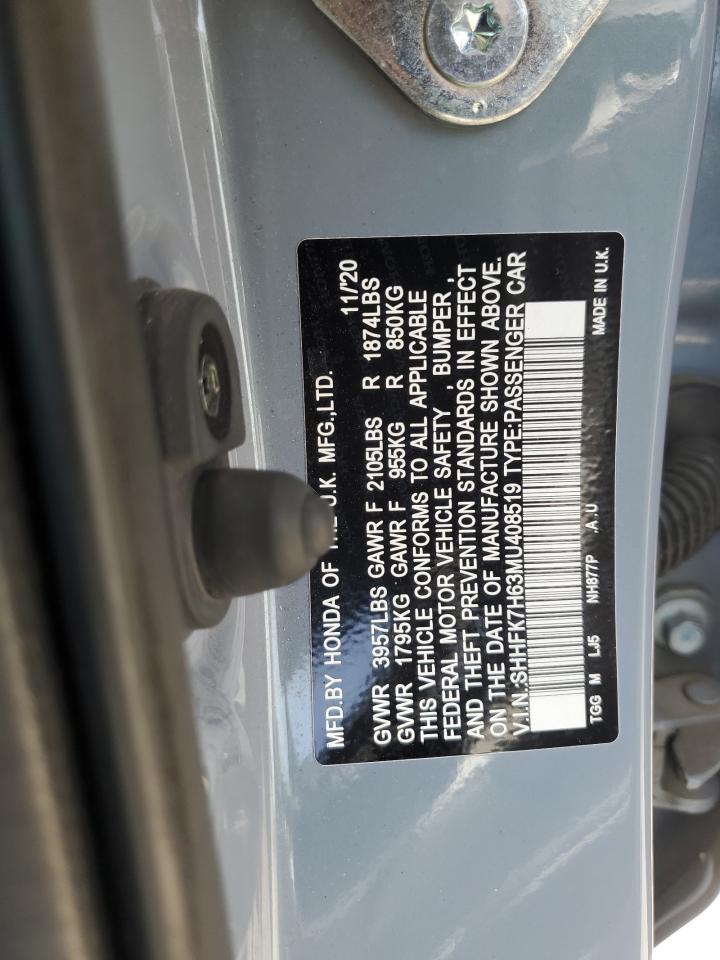 MFD.BY HONDA OF THE U.K. MFG.,LTD. 11/'20
GVWR 3957LBS GAWR F 2105LBS R 1874LBS
GVWR 1795KG GAWR F 955KG R 850KG
THIS VEHICLE CONFORMS TO ALL APPLICABLE
FEDERAL MOTOR VEHICLE SAFETY , BUMPER ,
AND THEFT PREVENTION STANDARDS IN EFFECT
ON THE DATE OF MANUFACTURE SHOWN ABOVE.
V.I.N.:SHHFK7H63MU408519 TYPE:PASSENGER CAR
TGG M LJ5 NH877P A.U MADE IN U.K.